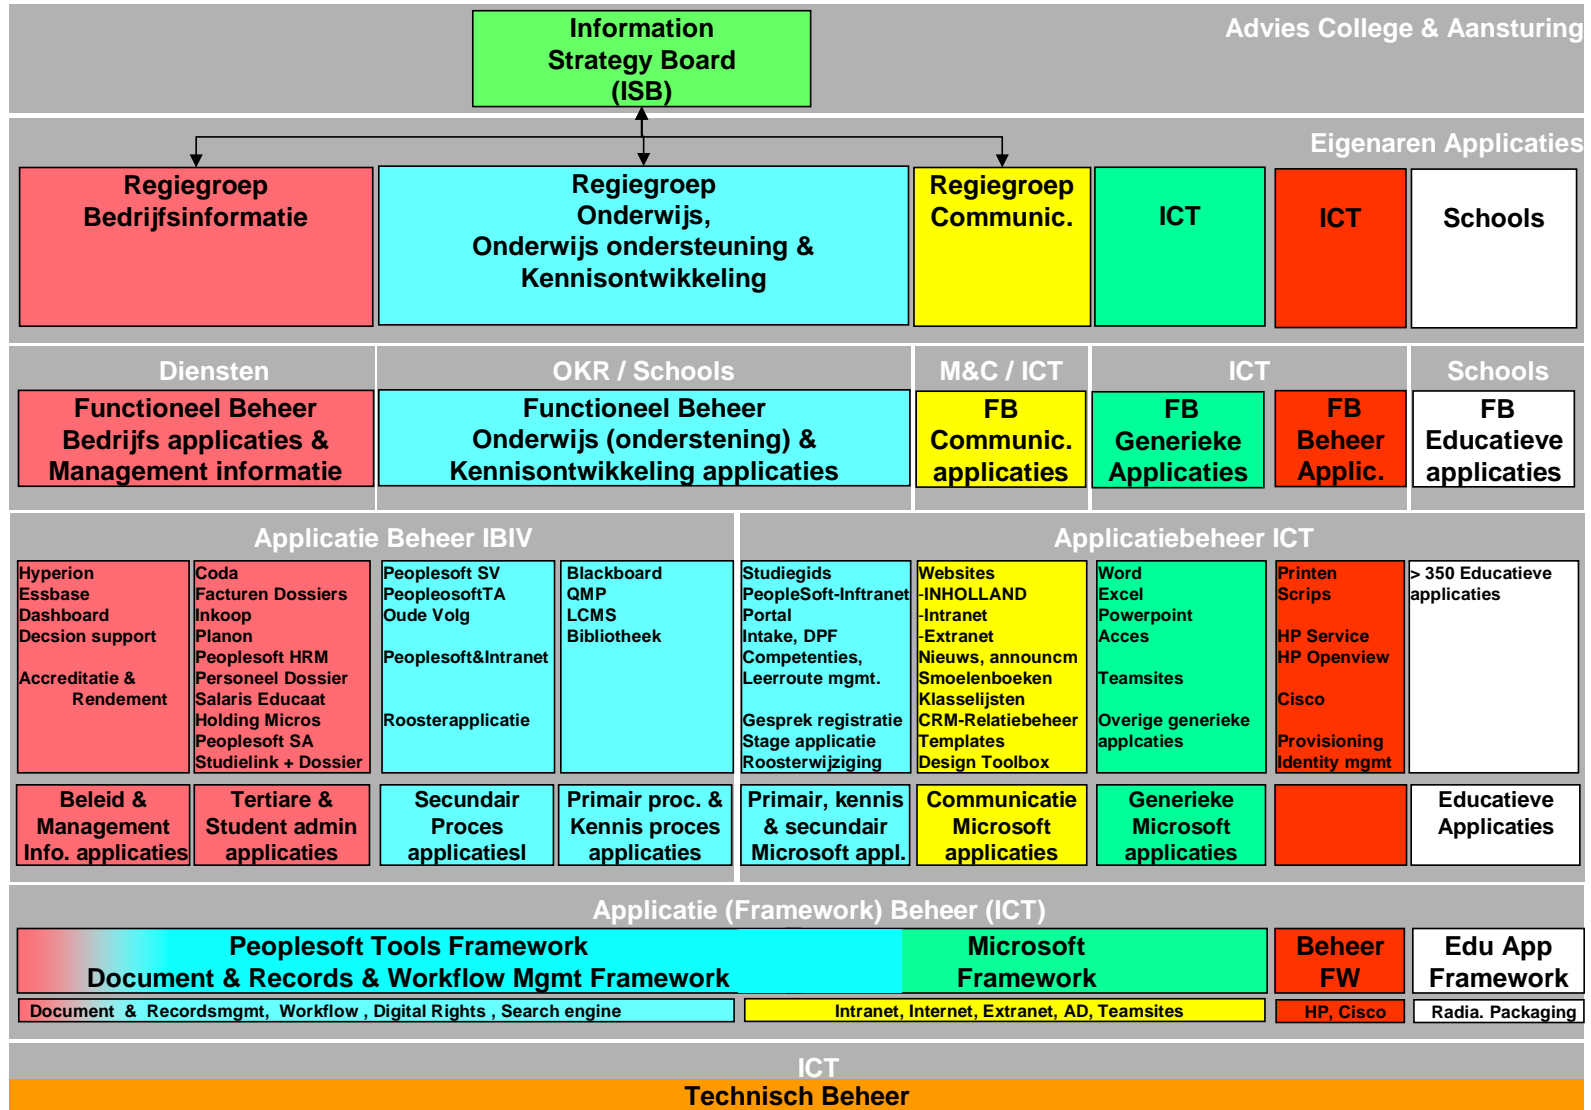 Information
Strategy Board
(ISB)
Advies College & Aansturing
Eigenaren Applicaties
Regiegroep
Bedrijfsinformatie
Regiegroep
Onderwijs,
Onderwijs ondersteuning &
Kennisontwikkeling
Regiegroep
Communic.
ICT
ICT
Schools
Diensten
OKR / Schools
M&C / ICT
ICT
Schools
Functioneel Beheer
Bedrijfs applicaties &
Management informatie
Functioneel Beheer
Onderwijs (onderstening) &
Kennisontwikkeling applicaties
FB
Communic.
applicaties
FB
Generieke
Applicaties
FB
Beheer
Applic.
FB
Educatieve
applicaties
Applicatie Beheer IBIV
Applicatiebeheer ICT
Hyperion
Essbase
Dashboard
Decsion support
Accreditatie &
Rendement
Coda
Facturen Dossiers
Inkoop
Planon
Peoplesoft HRM
Personeel Dossier
Salaris Educaat
Holding Micros
Peoplesoft SA
Studielink + Dossier
Peoplesoft SV
PeopleosoftTA
Oude Volg
Peoplesoft&Intranet
Roosterapplicatie
Blackboard
QMP
LCMS
Bibliotheek
Studiegids
PeopleSoft-Inftranet
Portal
Intake, DPF
Competenties,
Leerroute mgmt.
Gesprek registratie
Stage applicatie
Roosterwijziging
Websites
-INHOLLAND
-Intranet
-Extranet
Nieuws, announcm
Smoelenboeken
Klasselijsten
CRM-Relatiebeheer
Templates
Design Toolbox
Word
Excel
Powerpoint
Acces
Teamsites
Overige generieke
applcaties
Printen
Scrips
HP Service
HP Openview
Cisco
Provisioning
Identity mgmt
> 350 Educatieve
applicaties
Beleid &
Management
Info. applicaties
Tertiare &
Student admin
applicaties
Secundair
Proces
applicatiesl
Primair proc. &
Kennis proces
applicaties
Primair, kennis
& secundair
Microsoft appl.
Communicatie
Microsoft
applicaties
Generieke
Microsoft
applicaties
Educatieve
Applicaties
Applicatie (Framework) Beheer (ICT)
Peoplesoft Tools Framework
Document & Records & Workflow Mgmt Framework
Microsoft
Framework
Beheer
FW
Edu App
Framework
Document & Recordsmgmt, Workflow , Digital Rights , Search engine
Intranet, Internet, Extranet, AD, Teamsites
HP, Cisco
Radia. Packaging
ICT
Technisch Beheer